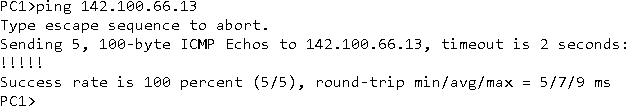 PC1>ping 142.100.66.13
Type escape sequence to abort.
Sending 5, 100-byte ICMP Echos to 142.100.66.13, timeout is 2 seconds:
!!!!!
Success rate is 100 percent (5/5), round-trip min/avg/max = 5/7/9 ms
PC1>